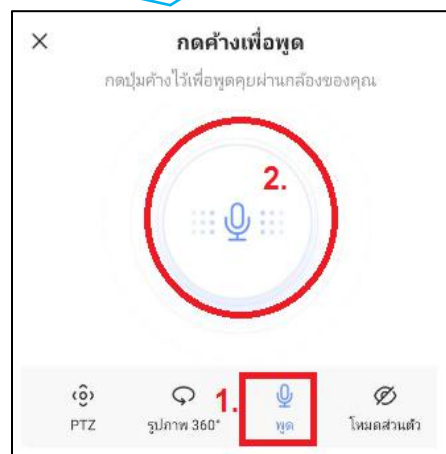 กดค้างเพื่อพูด
กดปุ่มค้างไว้เพื่อพูดคุยผ่านกล้องของคุณ
2.
1.
PTZ
รูปภาพ 360°
พูด
โหมดส่วนตัว